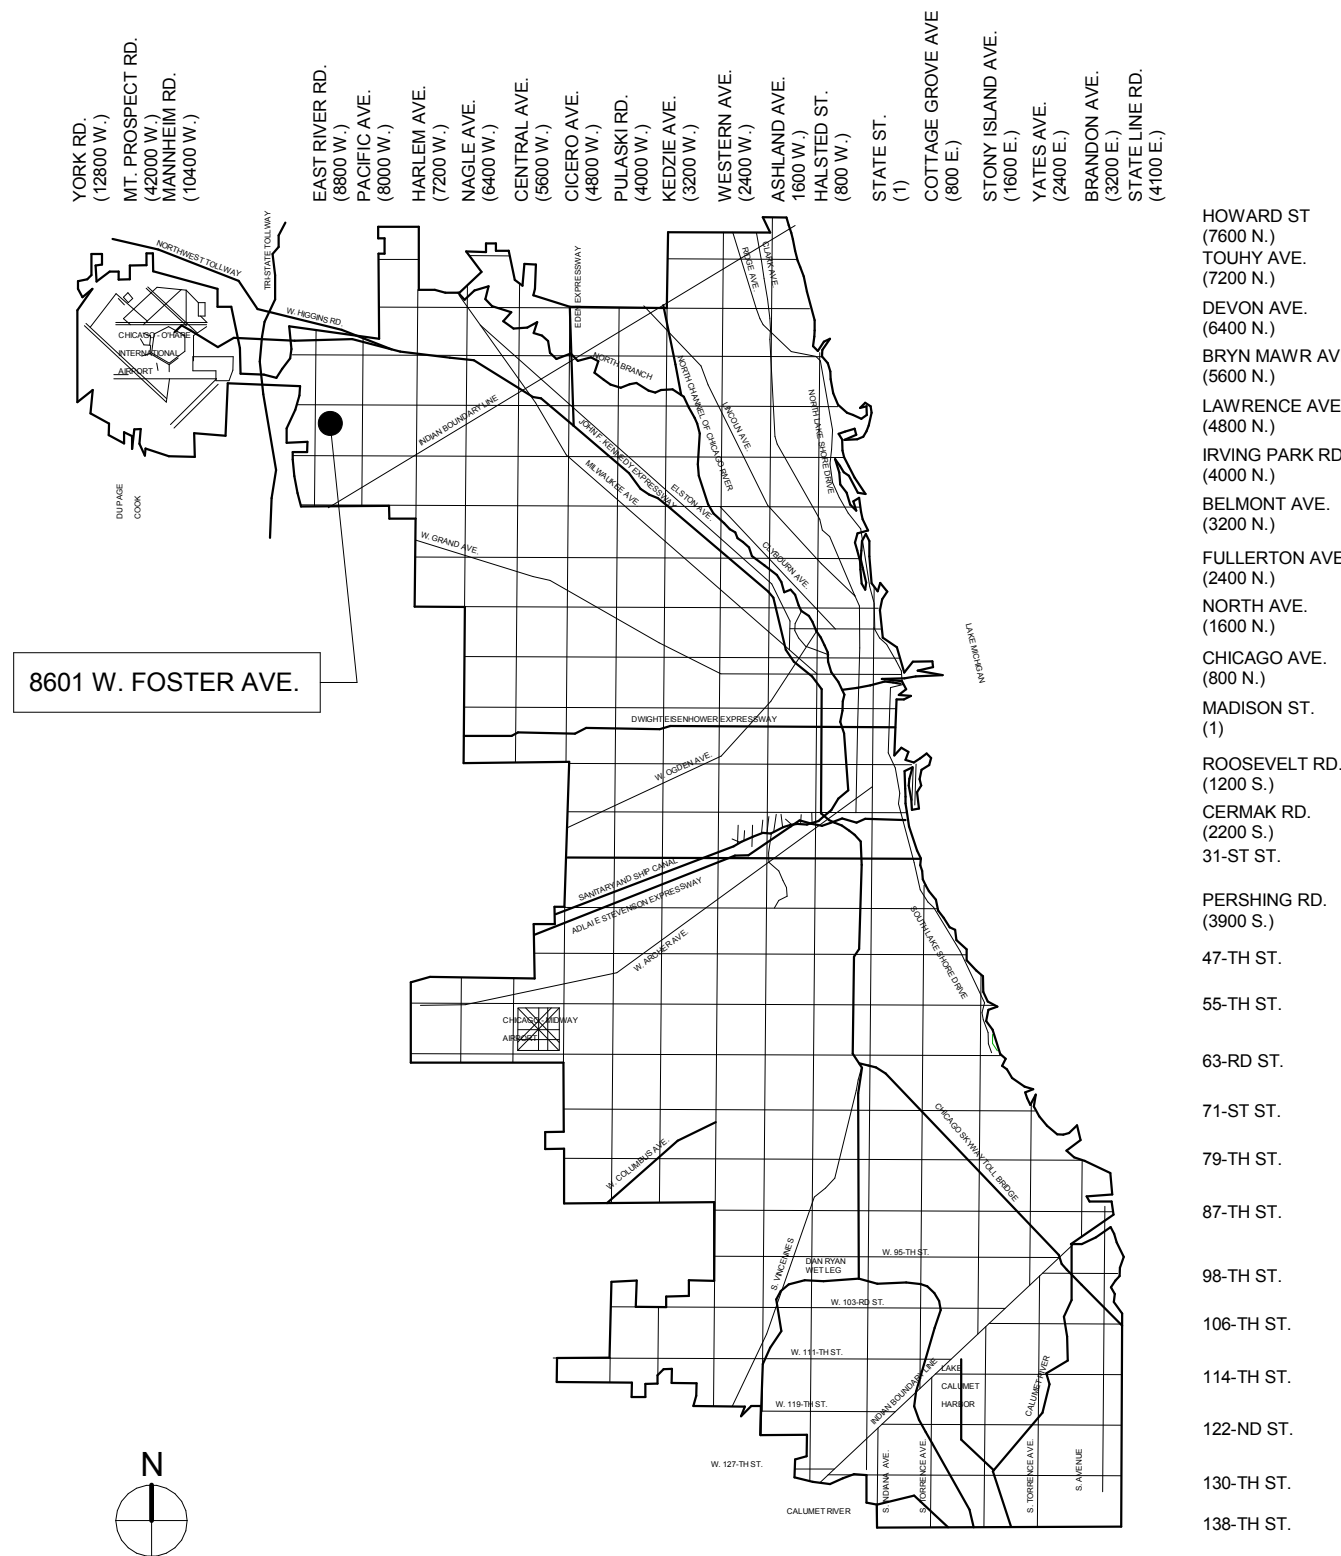 YORK RD.
(12800 W.)
MT. PROSPECT RD.
(42000 W.)
MANNHEIM RD.
(10400 W.)
EAST RIVER RD.
(8800 W.)
PACIFIC AVE.
(8000 W.)
HARLEM AVE.
(7200 W.)
NAGLE AVE.
(6400 W.)
CENTRAL AVE.
(5600 W.)
CICERO AVE.
(4800 W.)
PULASKI RD.
(4000 W.)
KEDZIE AVE.
(3200 W.)
WESTERN AVE.
(2400 W.)
ASHLAND AVE.
1600 W.)
HALSTED ST.
(800 W.)
STATE ST.
(1)
COTTAGE GROVE AVE
(800 E.)
STONY ISLAND AVE.
(1600 E.)
YATES AVE.
(2400 E.)
BRANDON AVE.
(3200 E.)
STATE LINE RD.
(4100 E.)
HOWARD ST
(7600 N.)
TOUHY AVE.
(7200 N.)
DEVON AVE.
(6400 N.)
BRYN MAWR AV
(5600 N.)
LAWRENCE AVE
(4800 N.)
IRVING PARK RD
(4000 N.)
BELMONT AVE.
(3200 N.)
FULLERTON AVE
(2400 N.)
NORTH AVE.
(1600 N.)
CHICAGO AVE.
(800 N.)
MADISON ST.
(1)
ROOSEVELT RD.
(1200 S.)
CERMAK RD.
(2200 S.)
31-ST ST.
PERSHING RD.
(3900 S.)
47-TH ST.
55-TH ST.
63-RD ST.
71-ST ST.
79-TH ST.
87-TH ST.
98-TH ST.
106-TH ST.
114-TH ST.
122-ND ST.
130-TH ST.
138-TH ST.
NORTHWEST TOLLWAY
TRI-STATE TOLLWAY
W. HIGGINS RD.
CHICAGO - O'HARE
INTERNATIONAL
AIRPORT
EDEN EXPRESSWAY
RIDGE AVE.
CLARK AVE.
NORTH BRANCH
NORTH CHANNEL OF CHICAGO RIVER
LINCOLN AVE.
NORTH LAKE SHORE DRIVE
INDIAN BOUNDARY LINE
JOHN F. KENNEDY EXPRESSWAY
MILWAUKEE AVE.
ELSTON AVE.
DU PAGE
COOK
W. GRAND AVE.
CLYBOURN AVE.
LAKE MICHIGAN
8601 W. FOSTER AVE.
DWIGHT EISENHOWER EXPRESSWAY
W. OGDEN AVE.
SANITARY AND SHIP CANAL
ADLAI E STEVENSON EXPRESSWAY
W. ARCHER AVE.
SOUTH LAKE SHORE DRIVE
CHICAGO - MIDWAY
AIRPORT
CHICAGO SKYWAY TOLL BRIDGE
W. COLUMBUS AVE.
S. VINCENNES
DAN RYAN
WET LEG
W. 95-TH ST.
W. 103-RD ST.
W. 111-TH ST.
INDIAN BOUNDARY LINE
LAKE
CALUMET
HARBOR
CALUMET RIVER
W. 119-TH ST.
W. 127-TH ST.
S. INDIANA AVE.
S. TORRENCE AVE.
S. TORRENCE AVE.
S. AVENUE
CALUMET RIVER
N